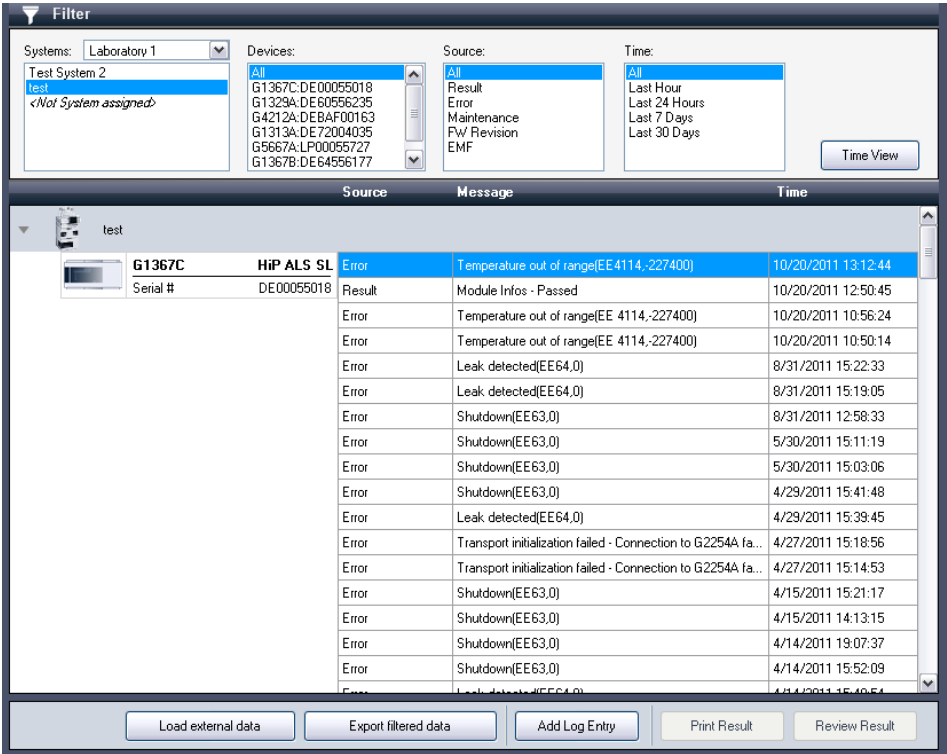 Filter
Systems: Laboratory 1
Devices:
Source:
Time:
Test System 2
test
<Not System assigned>
All
G1367C:DE00055018
G1329A:DE60556235
G4212A:DEBAF00163
G1313A:DE72004035
G5667A:LP00055727
G1367B:DE64556177
All
Result
Error
Maintenance
FW Revision
EMF
All
Last Hour
Last 24 Hours
Last 7 Days
Last 30 Days
Time View
Source Message Time
test
G1367C HiP ALS SL
Serial # DE00055018
Error Temperature out of range(EE4114,-227400) 10/20/2011 13:12:44
Result Module Infos - Passed 10/20/2011 12:50:45
Error Temperature out of range(EE 4114,-227400) 10/20/2011 10:56:24
Error Temperature out of range(EE 4114,-227400) 10/20/2011 10:50:14
Error Leak detected(EE64,0) 8/31/2011 15:22:33
Error Leak detected(EE64,0) 8/31/2011 15:19:05
Error Shutdown(EE63,0) 8/31/2011 12:58:33
Error Shutdown(EE63,0) 5/30/2011 15:11:19
Error Shutdown(EE63,0) 5/30/2011 15:03:06
Error Shutdown(EE63,0) 4/29/2011 15:41:48
Error Leak detected(EE64,0) 4/29/2011 15:39:45
Error Transport initialization failed - Connection to G2254A fa... 4/27/2011 15:18:56
Error Transport initialization failed - Connection to G2254A fa... 4/27/2011 15:14:53
Error Shutdown(EE63,0) 4/15/2011 15:21:17
Error Shutdown(EE63,0) 4/15/2011 14:13:15
Error Shutdown(EE63,0) 4/14/2011 19:07:37
Error Shutdown(EE63,0) 4/14/2011 15:52:09
Load external data
Export filtered data
Add Log Entry
Print Result
Review Result